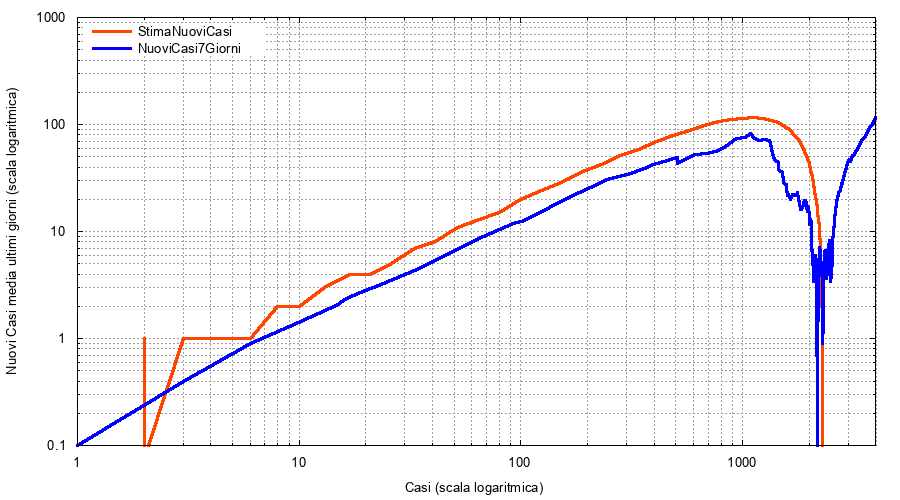 1000
StimaNuoviCasi
NuoviCasi7Giorni
100
10
1
0.1
Nuovi Casi media ultimi giorni (scala logaritmica)
1 10 100 1000
Casi (scala logaritmica)